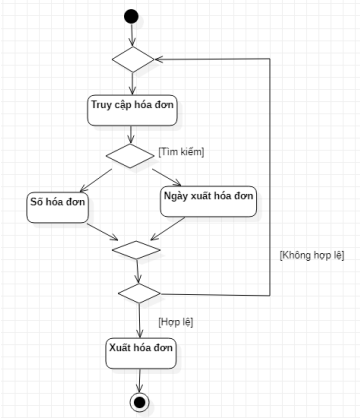 Truy cập hóa đơn
[Tìm kiếm]
Số hóa đơn
Ngày xuất hóa đơn
[Không hợp lệ]
[Hợp lệ]
Xuất hóa đơn